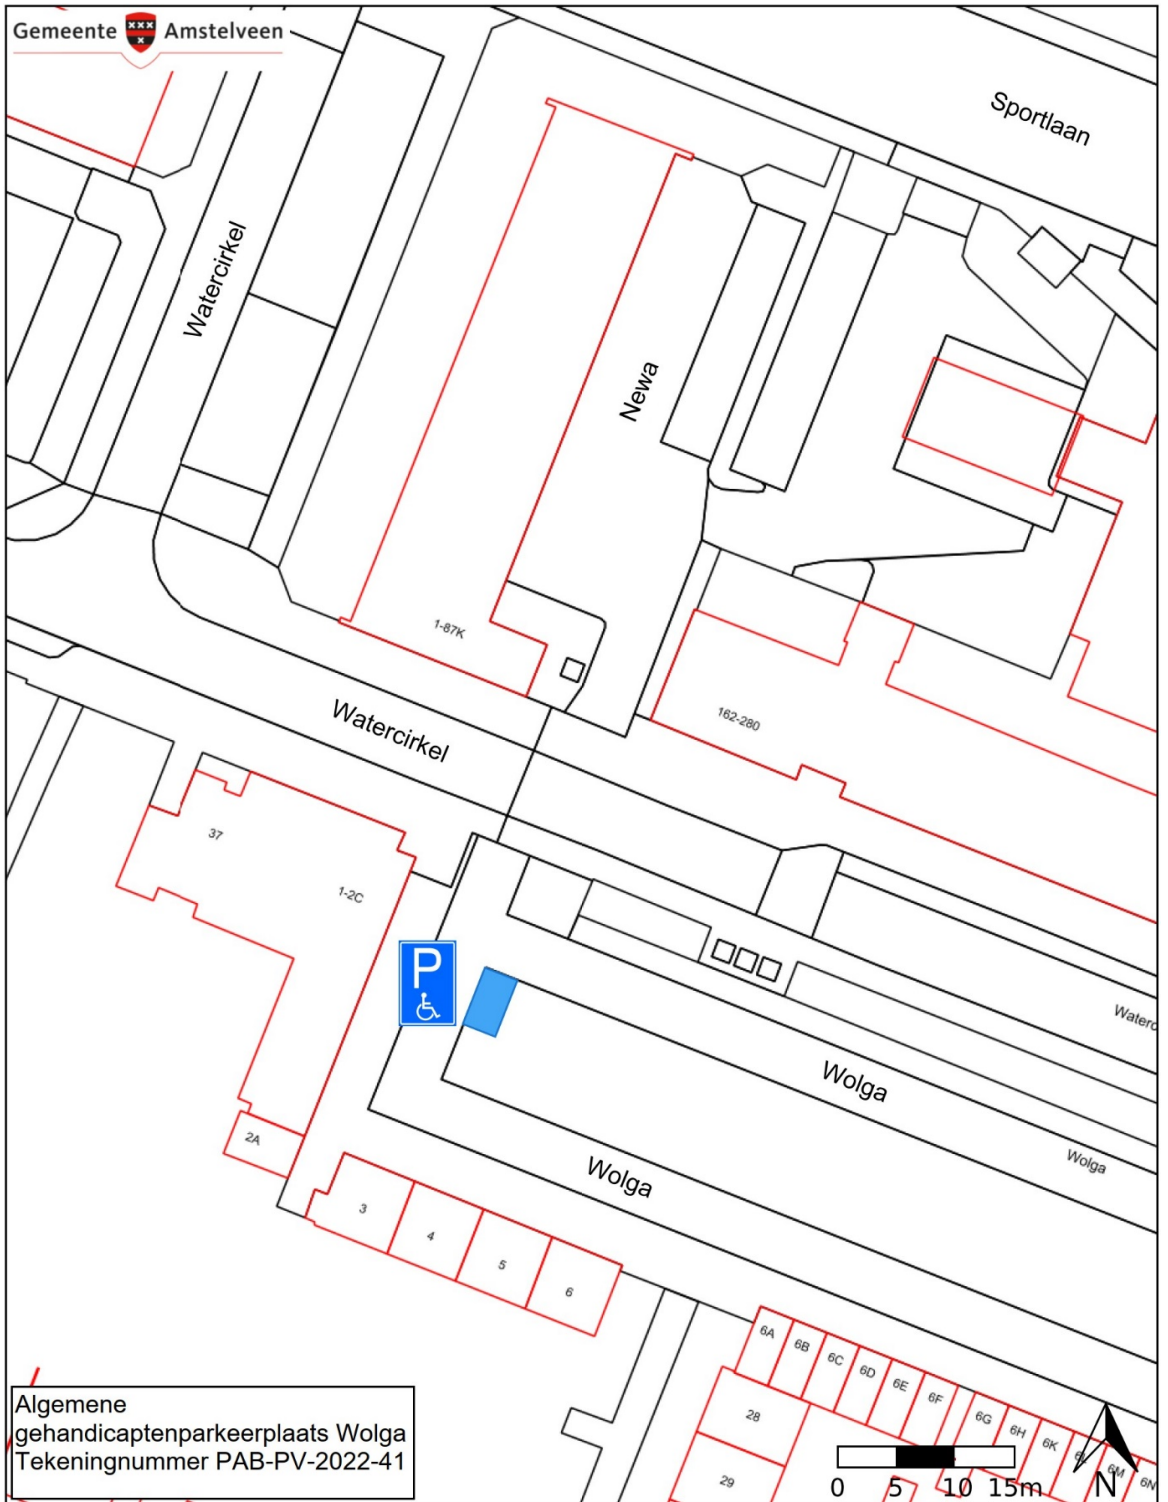 Gemeente Amstelveen
Sportlaan
Watercirkel
Newa
1-87K
162-280
Watercirkel
37
1-2C
P
Waterc
Wolga
Wolga
Wolga
2A
3
4
5
6
6A
6B
6C
6D
6E
6F
6G
6H
6K
6M
6N
28
29
Algemene
gehandicaptenparkeerplaats Wolga
Tekeningnummer PAB-PV-2022-41
0 5 10 15m
N